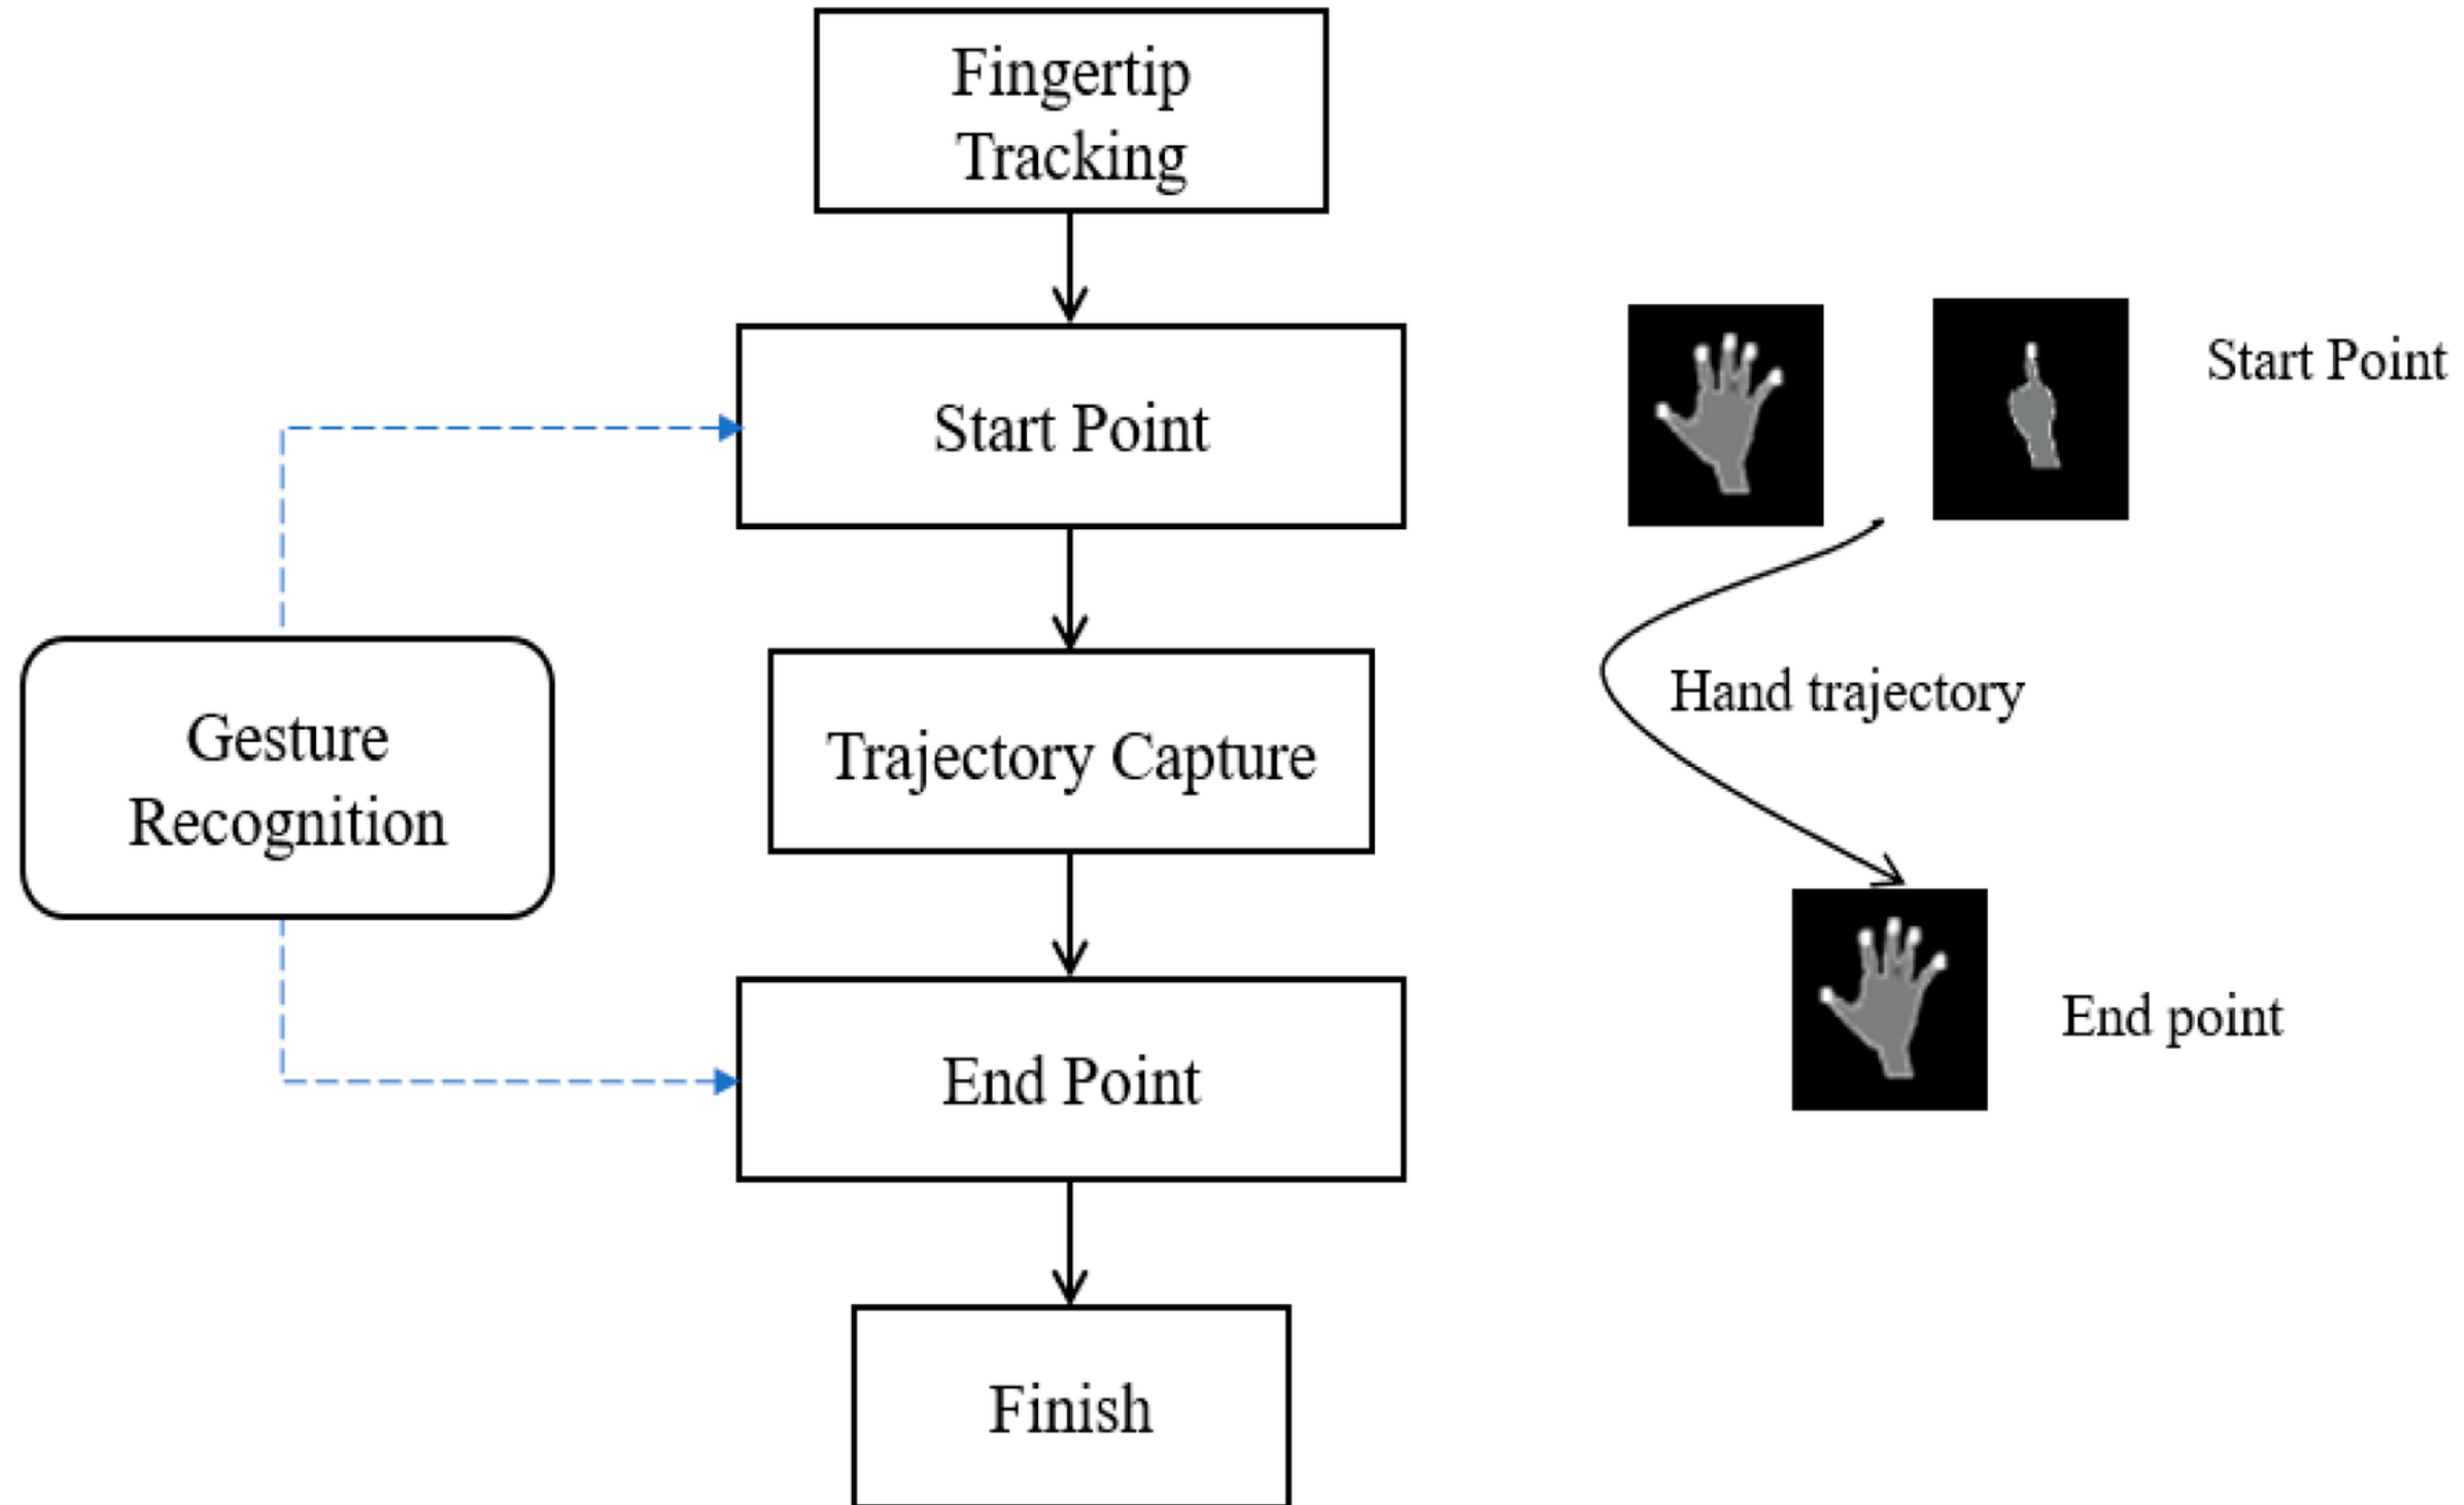 Fingertip
Tracking
Start Point
Start Point
Gesture
Recognition
Trajectory Capture
Hand trajectory
End Point
End point
Finish